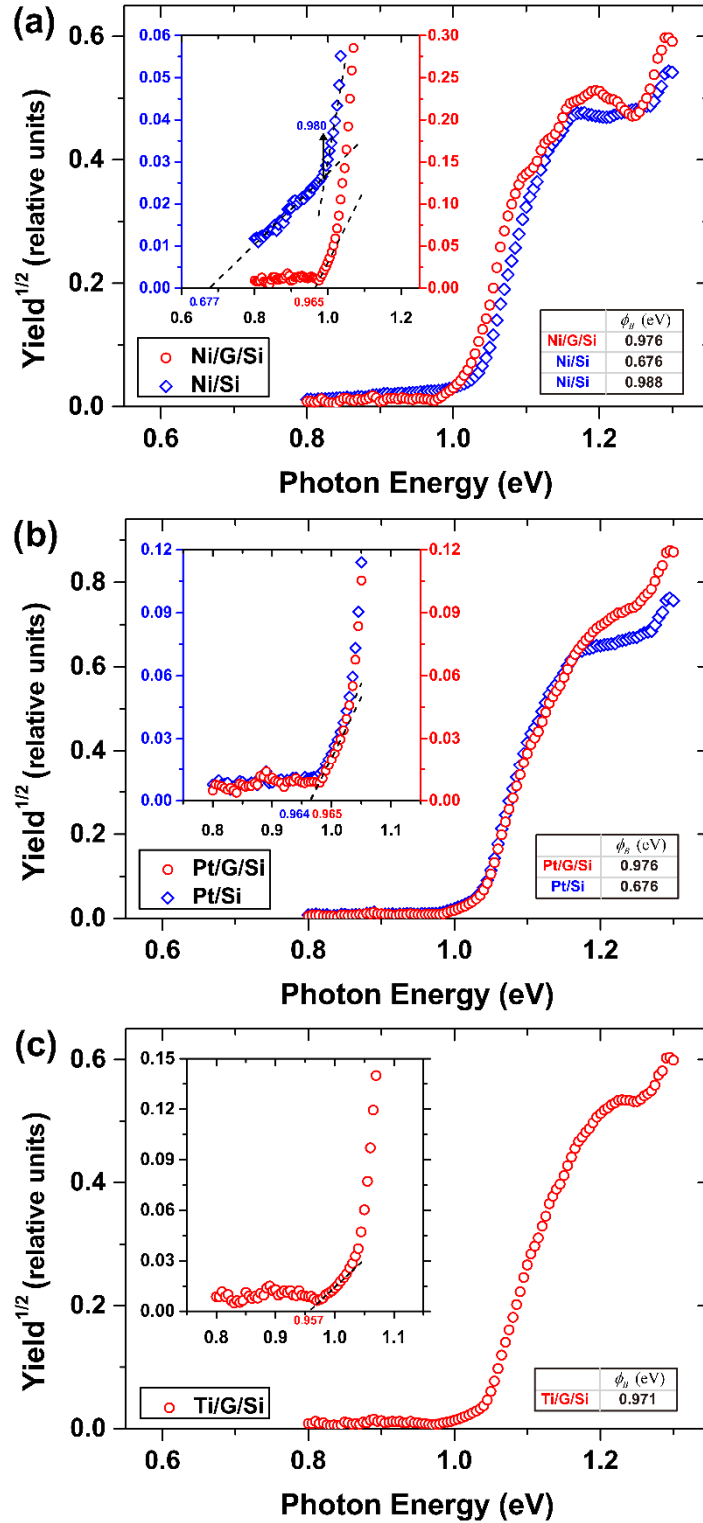 (a)
Yield1/2 (relative units)
0.6
0.4
0.2
0.0
0.06
0.05
0.04
0.03
0.02
0.01
0.00
0.30
0.25
0.20
0.15
0.10
0.05
0.00
0.980
0.677
0.965
0.6 0.8 1.0 1.2
Ni/G/Si
Ni/Si
ϕB (eV)
Ni/G/Si 0.976
Ni/Si 0.676
Ni/Si 0.988
0.6 0.8 1.0 1.2
Photon Energy (eV)
(b)
Yield1/2 (relative units)
0.8
0.6
0.4
0.2
0.0
0.12
0.09
0.06
0.03
0.00
0.12
0.09
0.06
0.03
0.00
0.964 0.965
0.8 0.9 1.0 1.1
Pt/G/Si
Pt/Si
ϕB (eV)
Pt/G/Si 0.976
Pt/Si 0.676
0.6 0.8 1.0 1.2
Photon Energy (eV)
(c)
Yield1/2 (relative units)
0.6
0.4
0.2
0.0
0.15
0.12
0.09
0.06
0.03
0.00
0.957
0.8 0.9 1.0 1.1
Ti/G/Si
ϕB (eV)
Ti/G/Si 0.971
0.6 0.8 1.0 1.2
Photon Energy (eV)